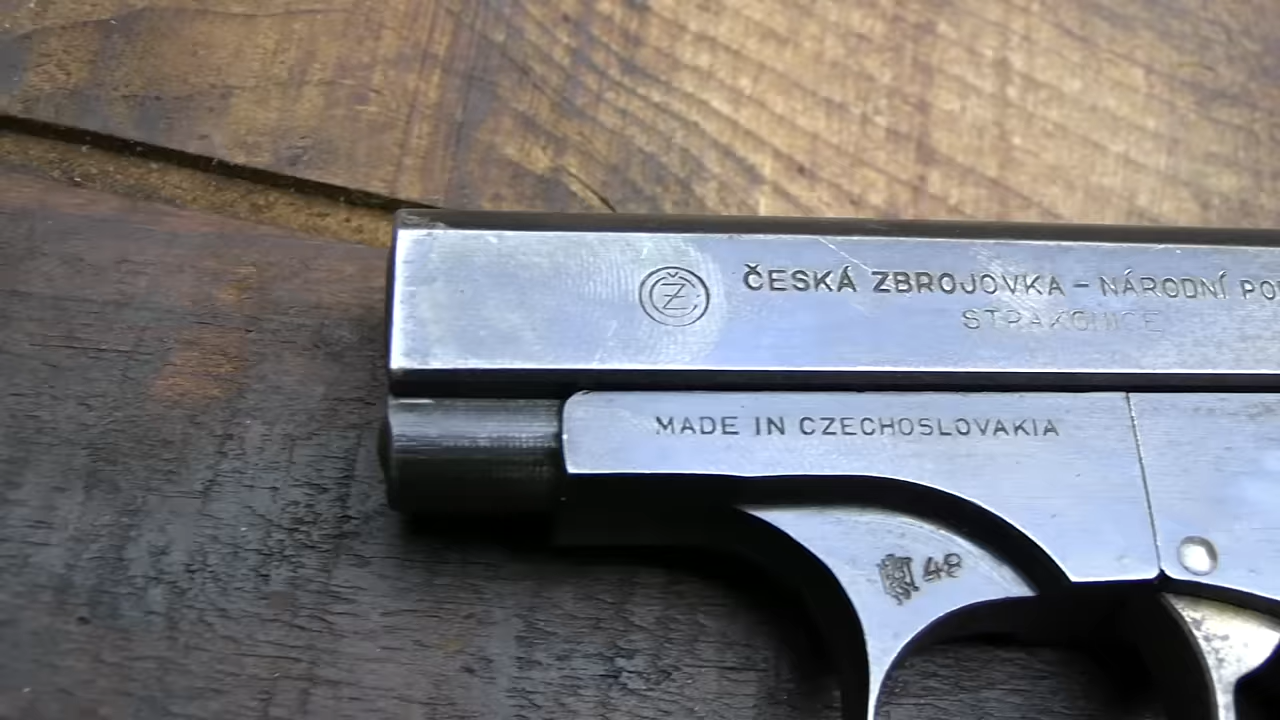 ČZ
ČESKÁ ZBROJOVKA – NÁRODNÍ
STRAKONICE
MADE IN CZECHOSLOVAKIA
48